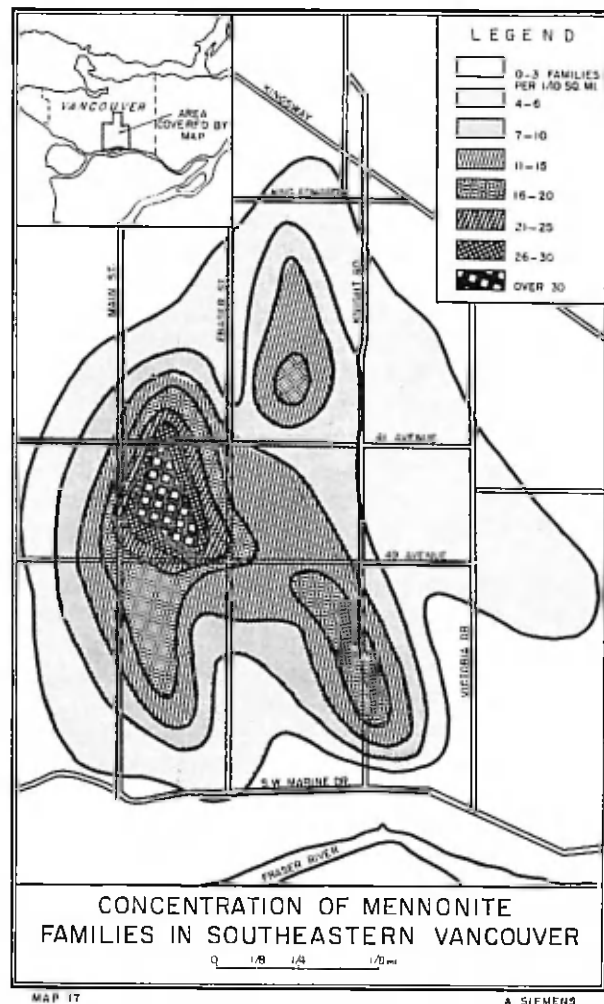 LEGEND
0-3 FAMILIES
PER 1/10 SQ. MI.
4-6
7-10
11-15
16-20
21-25
26-30
OVER 30
VANCOUVER
AREA
COVERED BY
MAP
KINGSWAY
KING EDWARD
MAIN ST.
FRASER ST.
KNIGHT RD
41 AVENUE
49 AVENUE
VICTORIA DR.
S.W. MARINE DR.
FRASER RIVER
CONCENTRATION OF MENNONITE
FAMILIES IN SOUTHEASTERN VANCOUVER
0 1/8 1/4
MAP 17
A. SIEMENS